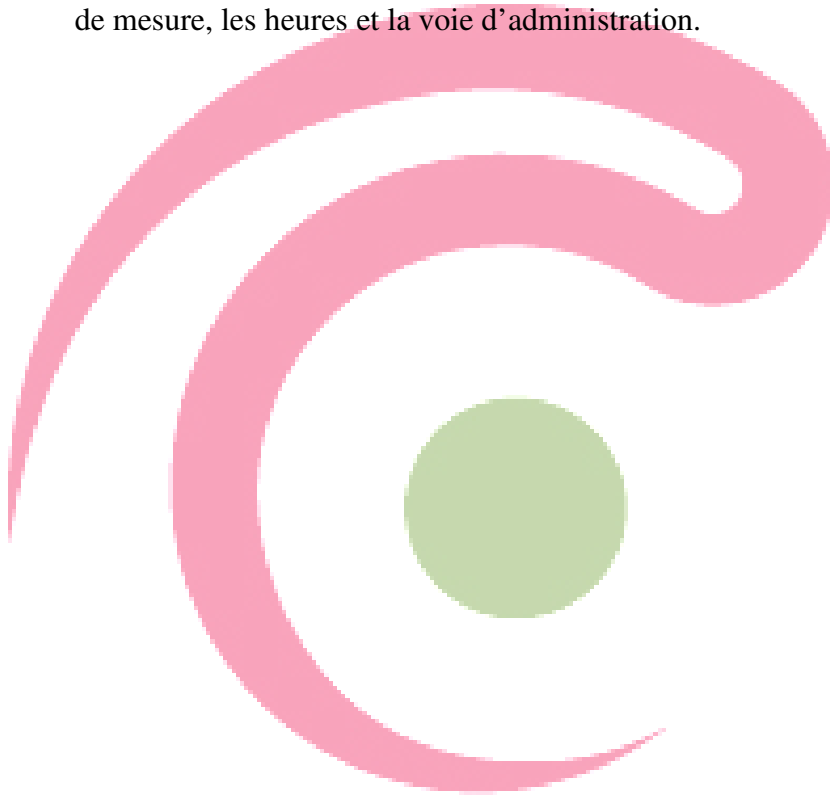 de mesure, les heures et la voie d’administration.